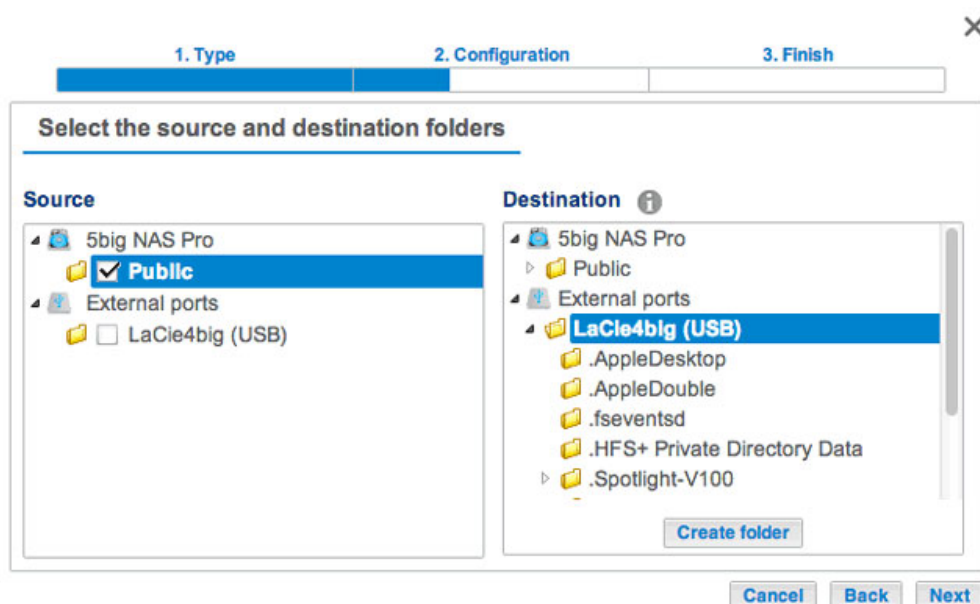 1. Type 2. Configuration 3. Finish
Select the source and destination folders
Source
5big NAS Pro
Public
External ports
LaCie4big (USB)
Destination
5big NAS Pro
Public
External ports
LaCie4big (USB)
.AppleDesktop
.AppleDouble
.fseventsd
.HFS+ Private Directory Data
.Spotlight-V100
Create folder
Cancel Back Next